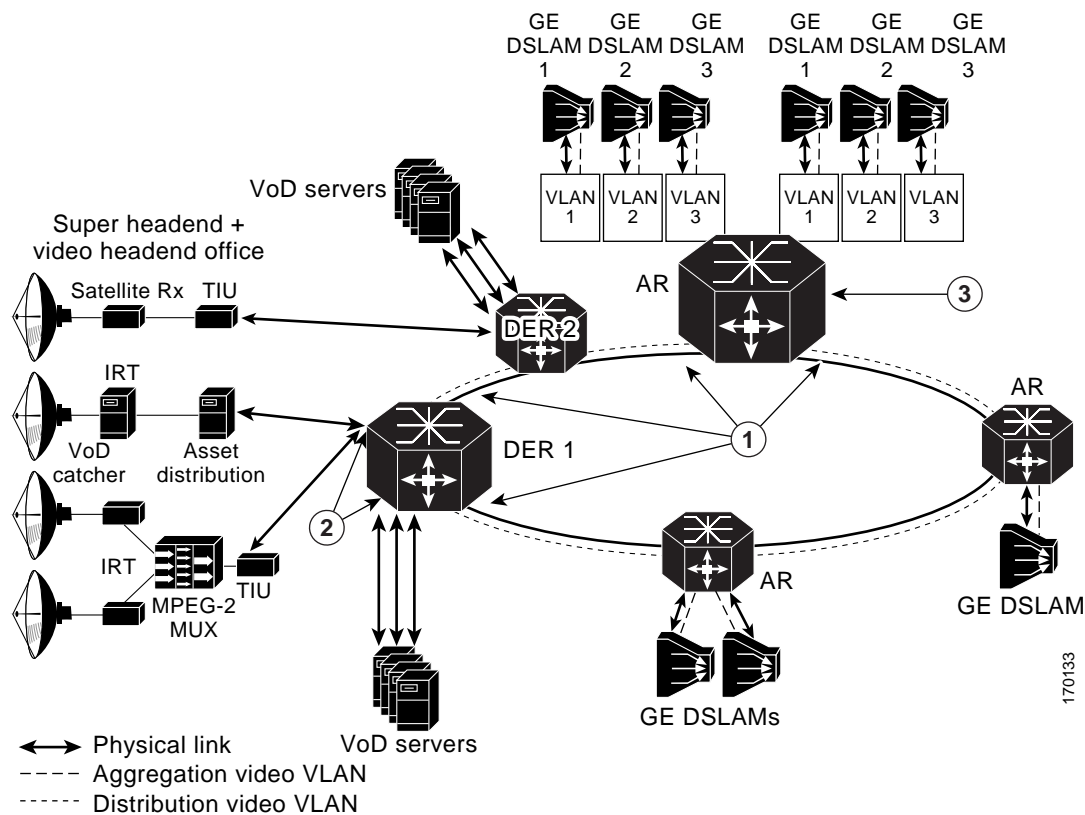 GE GE GE GE GE GE
DSLAM DSLAM DSLAM DSLAM DSLAM DSLAM
1 2 3 1 2 3
VLAN 1
VLAN 2
VLAN 3
VLAN 1
VLAN 2
VLAN 3
VoD servers
Super headend +
video headend office
Satellite Rx
TIU
DER 2
AR
3
IRT
VoD
catcher
Asset
distribution
DER 1
1
AR
2
IRT
MPEG-2
MUX
TIU
AR
GE DSLAM
GE DSLAMs
VoD servers
170133
Physical link
Aggregation video VLAN
Distribution video VLAN